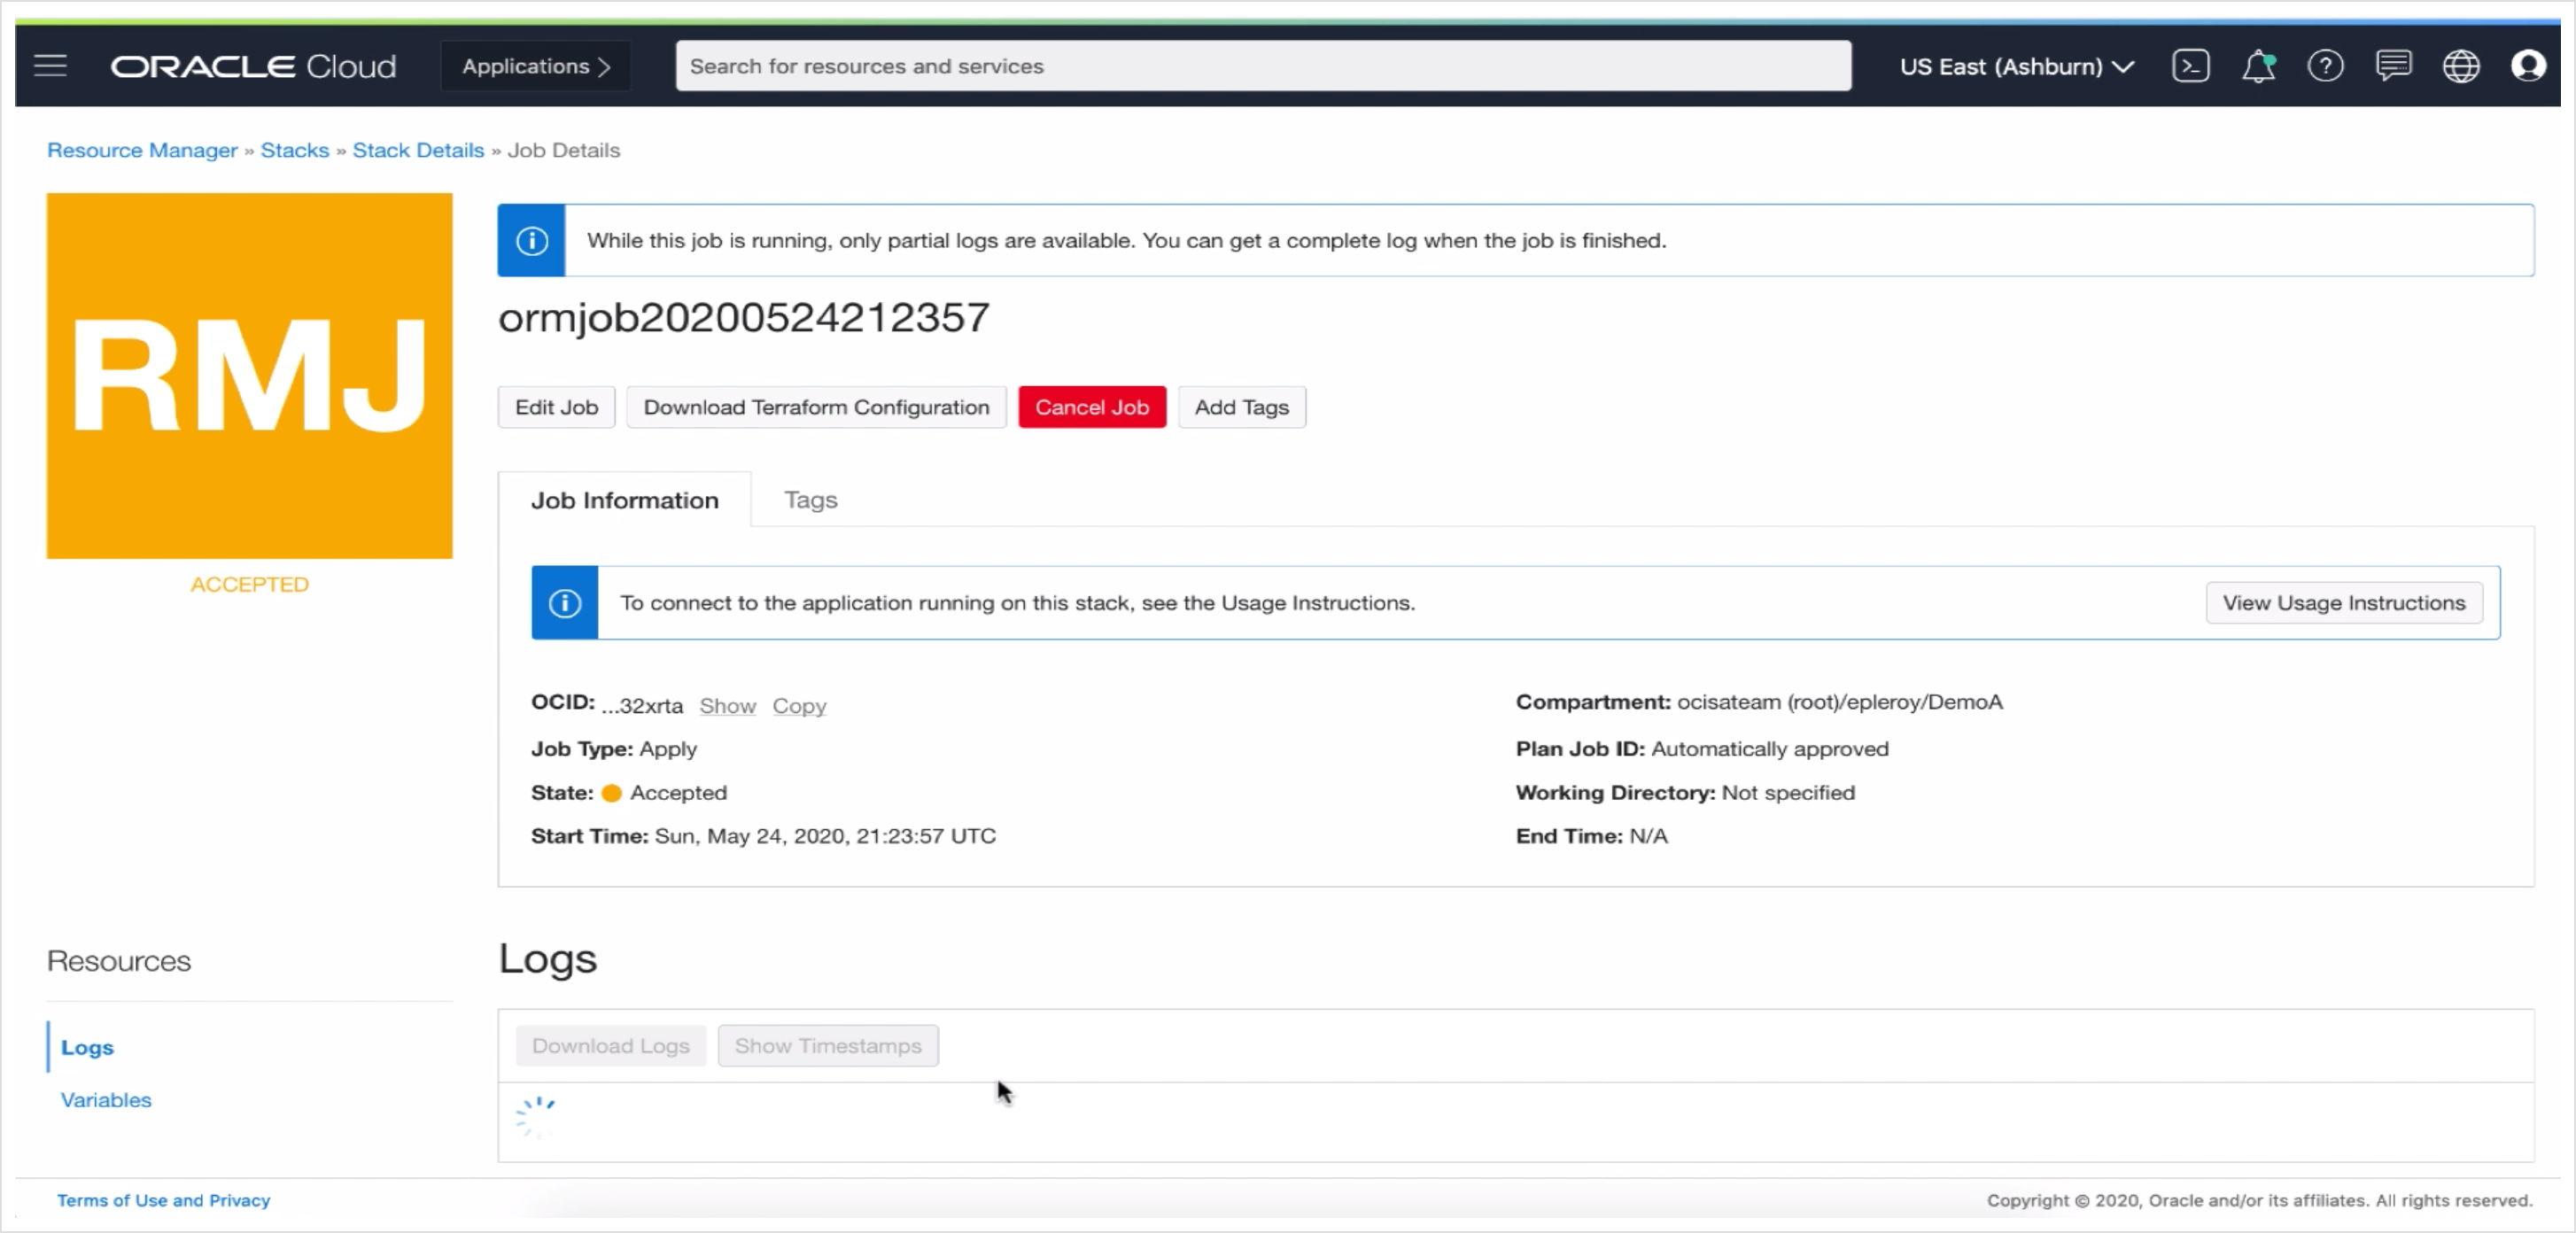 ORACLE Cloud
Applications
Search for resources and services
US East (Ashburn)
Resource Manager » Stacks » Stack Details » Job Details
RMJ
ACCEPTED
While this job is running, only partial logs are available. You can get a complete log when the job is finished.
ormjob20200524212357
Edit Job
Download Terraform Configuration
Cancel Job
Add Tags
Job Information
Tags
To connect to the application running on this stack, see the Usage Instructions.
View Usage Instructions
OCID: ...32xrta Show Copy
Job Type: Apply
State: Accepted
Start Time: Sun, May 24, 2020, 21:23:57 UTC
Compartment: ocisateam (root)/epleroy/DemoA
Plan Job ID: Automatically approved
Working Directory: Not specified
End Time: N/A
Resources
Logs
Variables
Logs
Download Logs
Show Timestamps
Terms of Use and Privacy
Copyright © 2020, Oracle and/or its affiliates. All rights reserved.